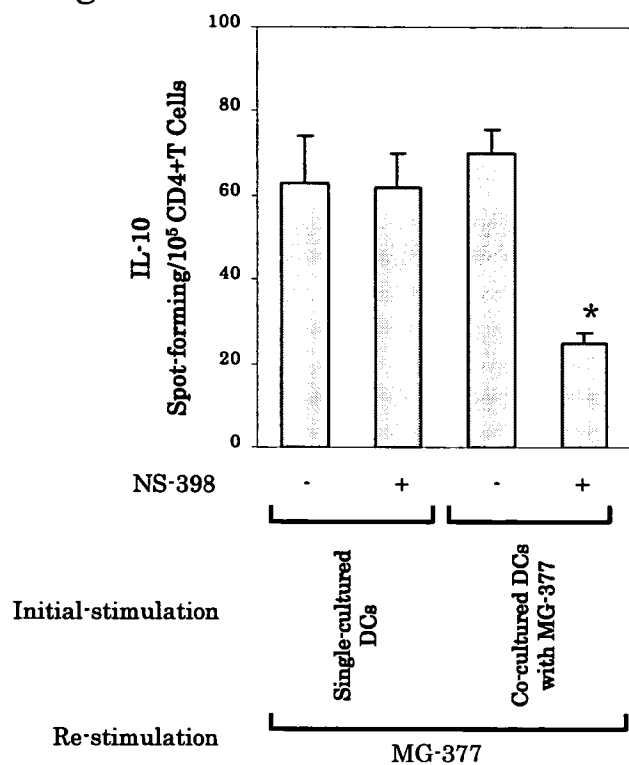 100
80
60
40
20
0
IL-10
Spot-forming/10⁵ CD4+T Cells
*
NS-398 - + - +
Initial-stimulation
Single-cultured
DCs
Co-cultured DCs
with MG-377
Re-stimulation
MG-377